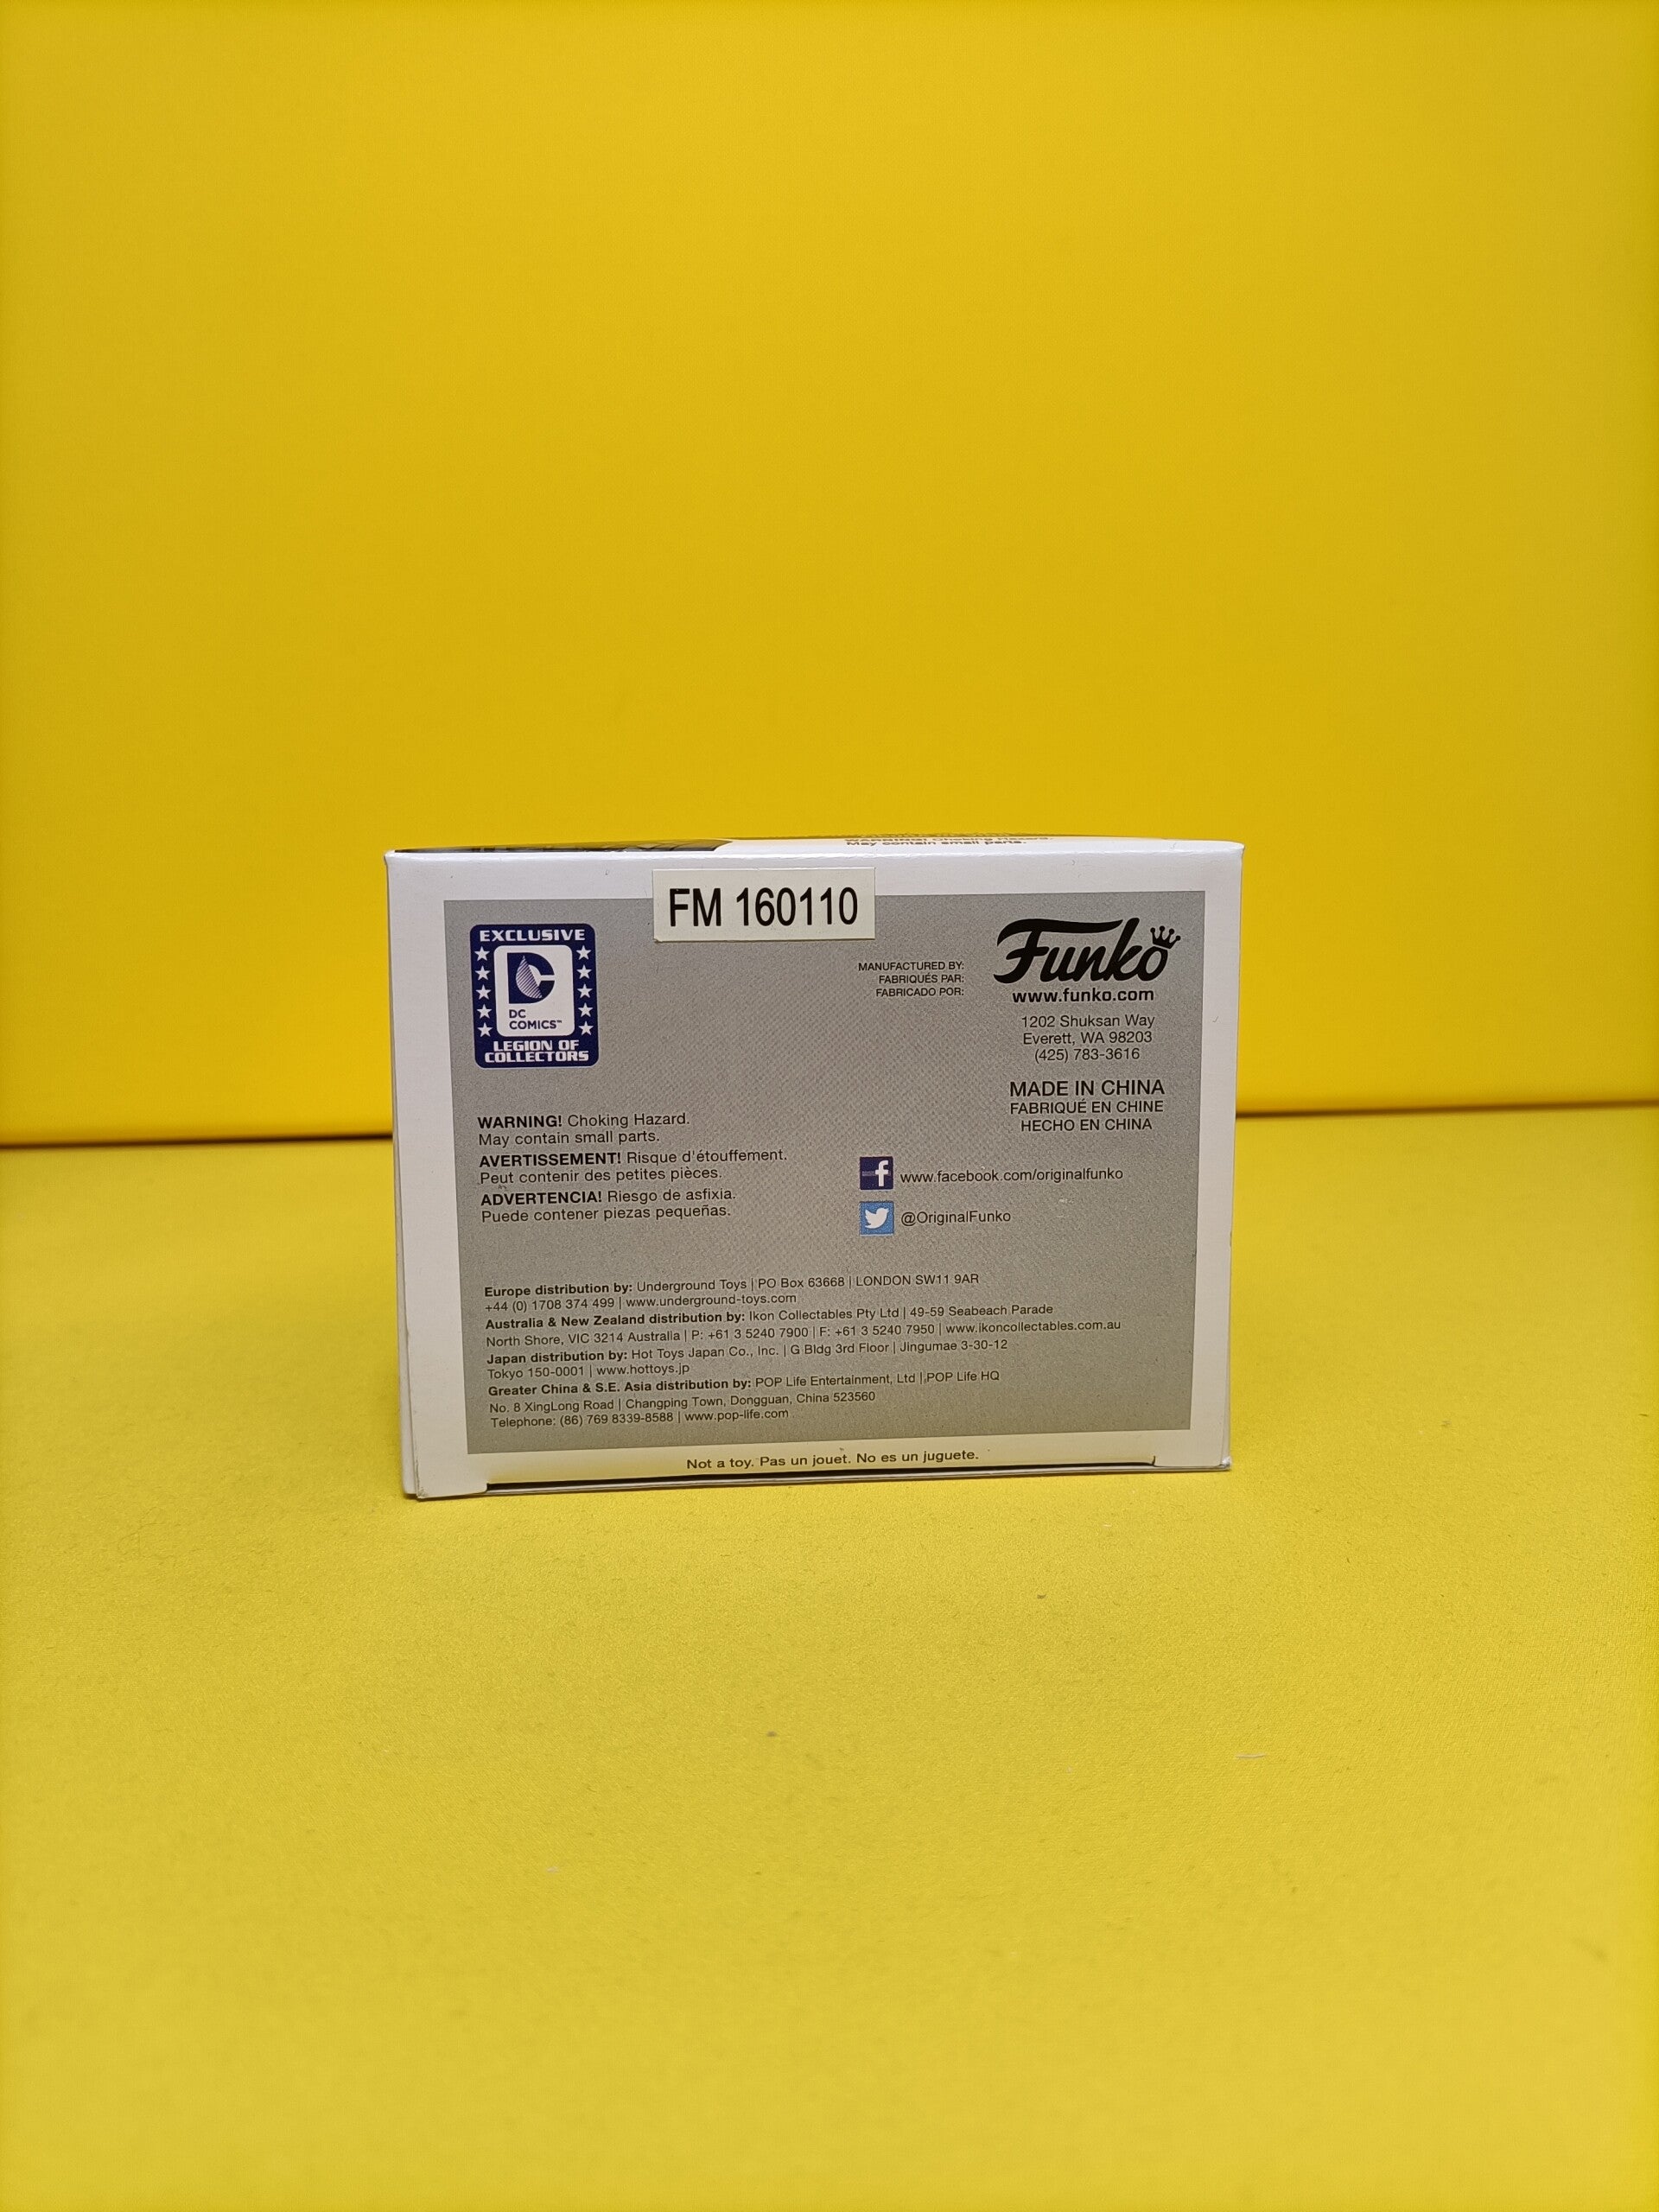 WARNING! Choking Hazard.
May contain small parts.
FM 160110
EXCLUSIVE
DC
COMICS™
LEGION OF
COLLECTORS
MANUFACTURED BY:
FABRIQUÉS PAR:
FABRICADO POR:
Funko
www.funko.com
1202 Shuksan Way
Everett, WA 98203
(425) 783-3616
MADE IN CHINA
FABRIQUÉ EN CHINE
HECHO EN CHINA
WARNING! Choking Hazard.
May contain small parts.
AVERTISSEMENT! Risque d'étouffement.
Peut contenir des petites pièces.
ADVERTENCIA! Riesgo de asfixia.
Puede contener piezas pequeñas.
www.facebook.com/originalfunko
@OriginalFunko
Europe distribution by: Underground Toys | PO Box 63668 | LONDON SW11 9AR
+44 (0) 1708 374 499 | www.underground-toys.com
Australia & New Zealand distribution by: Ikon Collectables Pty Ltd | 49-59 Seabeach Parade
North Shore, VIC 3214 Australia | P: +61 3 5240 7900 | F: +61 3 5240 7950 | www.ikoncollectables.com.au
Japan distribution by: Hot Toys Japan Co., Inc. | G Bldg 3rd Floor | Jingumae 3-30-12
Tokyo 150-0001 | www.hottoys.jp
Greater China & S.E. Asia distribution by: POP Life Entertainment, Ltd | POP Life HQ
No. 8 XingLong Road | Changping Town, Dongguan, China 523560
Telephone: (86) 769 8339-8588 | www.pop-life.com
Not a toy. Pas un jouet. No es un juguete.